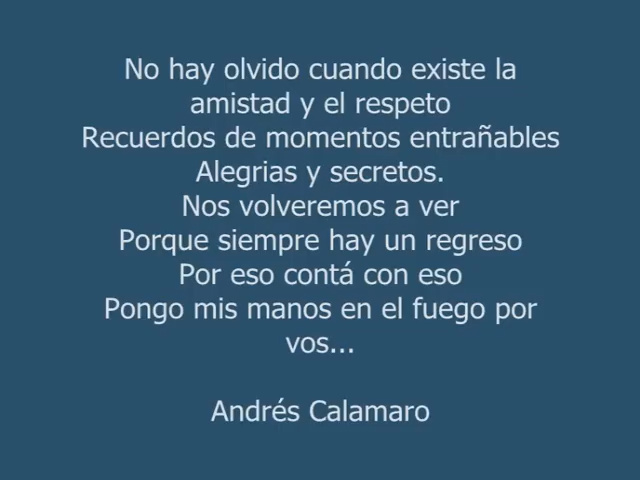 No hay olvido cuando existe la
amistad y el respeto
Recuerdos de momentos entrañables
Alegrias y secretos.
Nos volveremos a ver
Porque siempre hay un regreso
Por eso contá con eso
Pongo mis manos en el fuego por
vos...
Andrés Calamaro